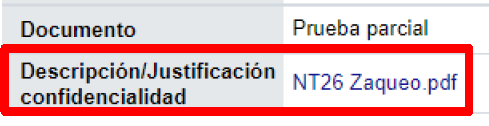 Documento Prueba parcial
Descripción/Justificación NT26 Zaqueo.pdf
confidencialidad